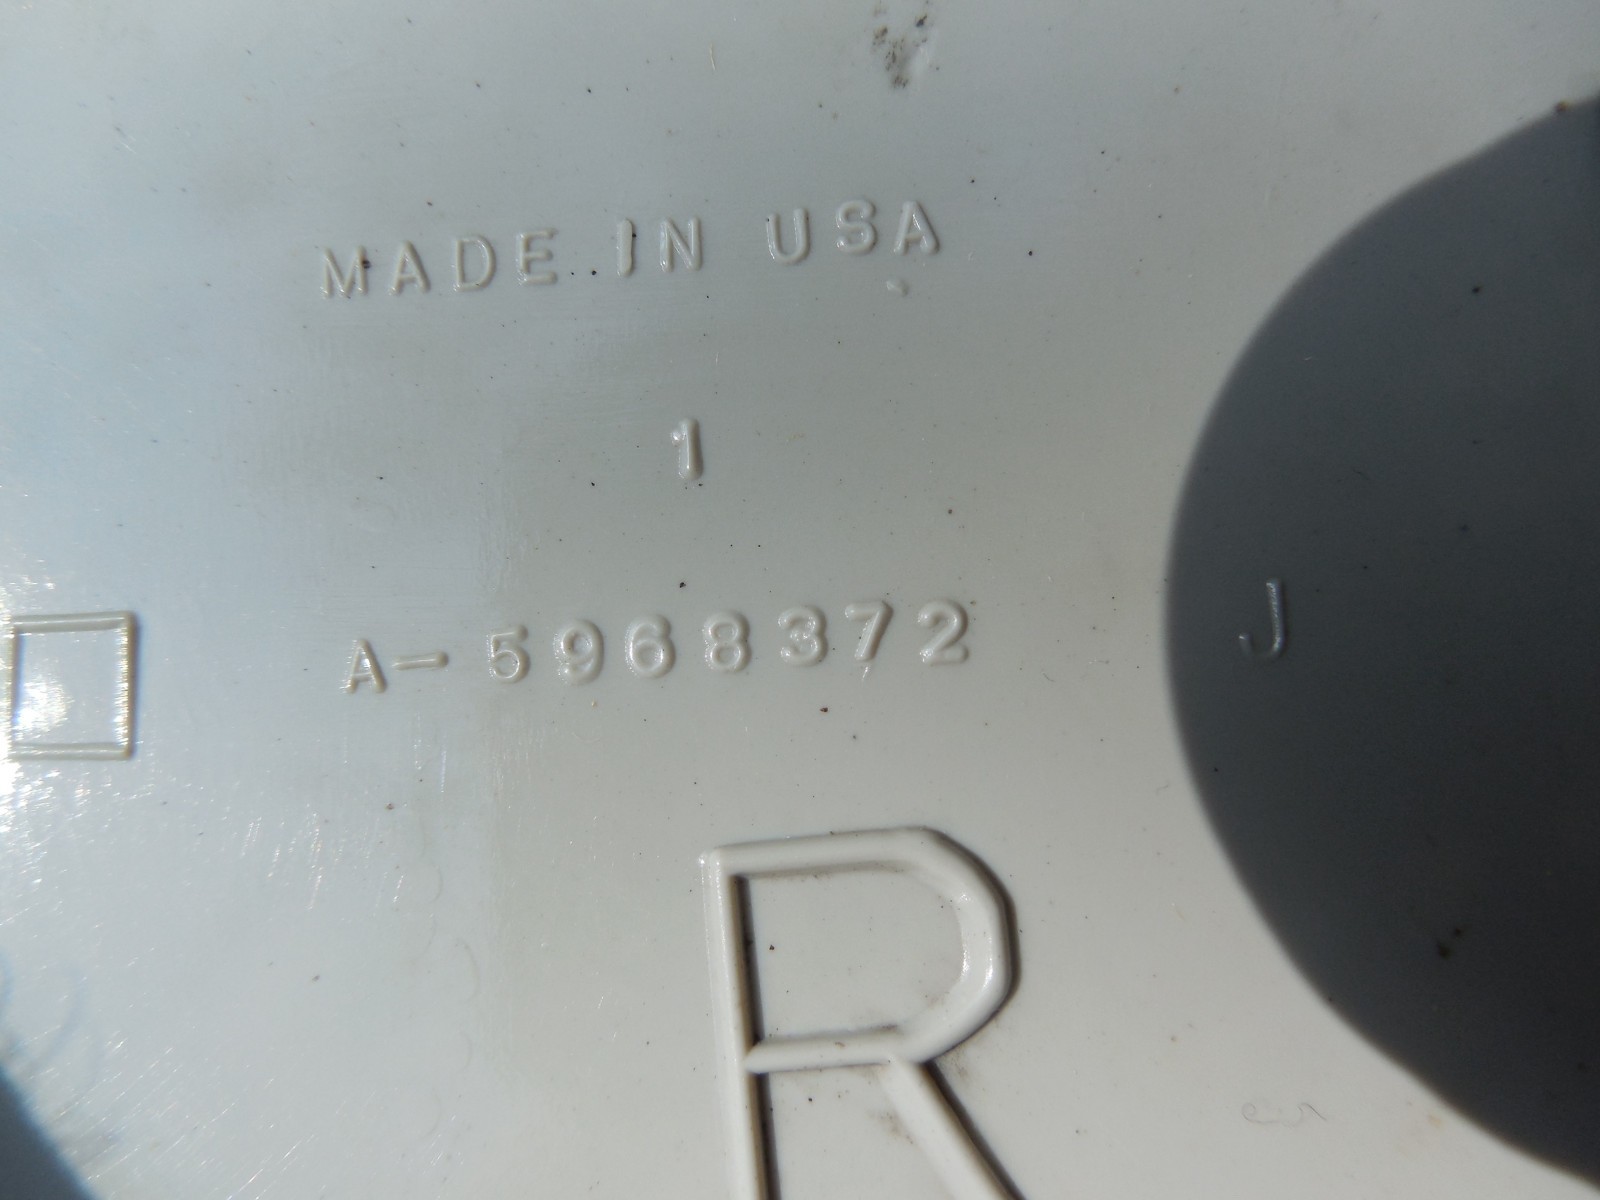 MADE IN USA
1
A-5968372 J
R